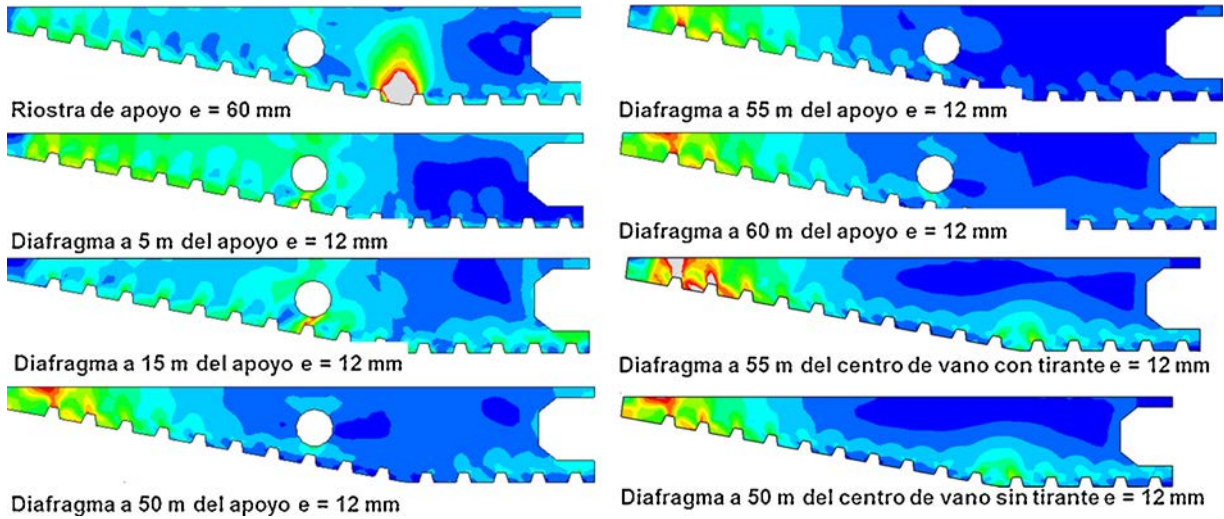 Riostra de apoyo e = 60 mm
Diafragma a 5 m del apoyo e = 12 mm
Diafragma a 15 m del apoyo e = 12 mm
Diafragma a 50 m del apoyo e = 12 mm
Diafragma a 55 m del apoyo e = 12 mm
Diafragma a 60 m del apoyo e = 12 mm
Diafragma a 55 m del centro de vano con tirante e = 12 mm
Diafragma a 50 m del centro de vano sin tirante e = 12 mm